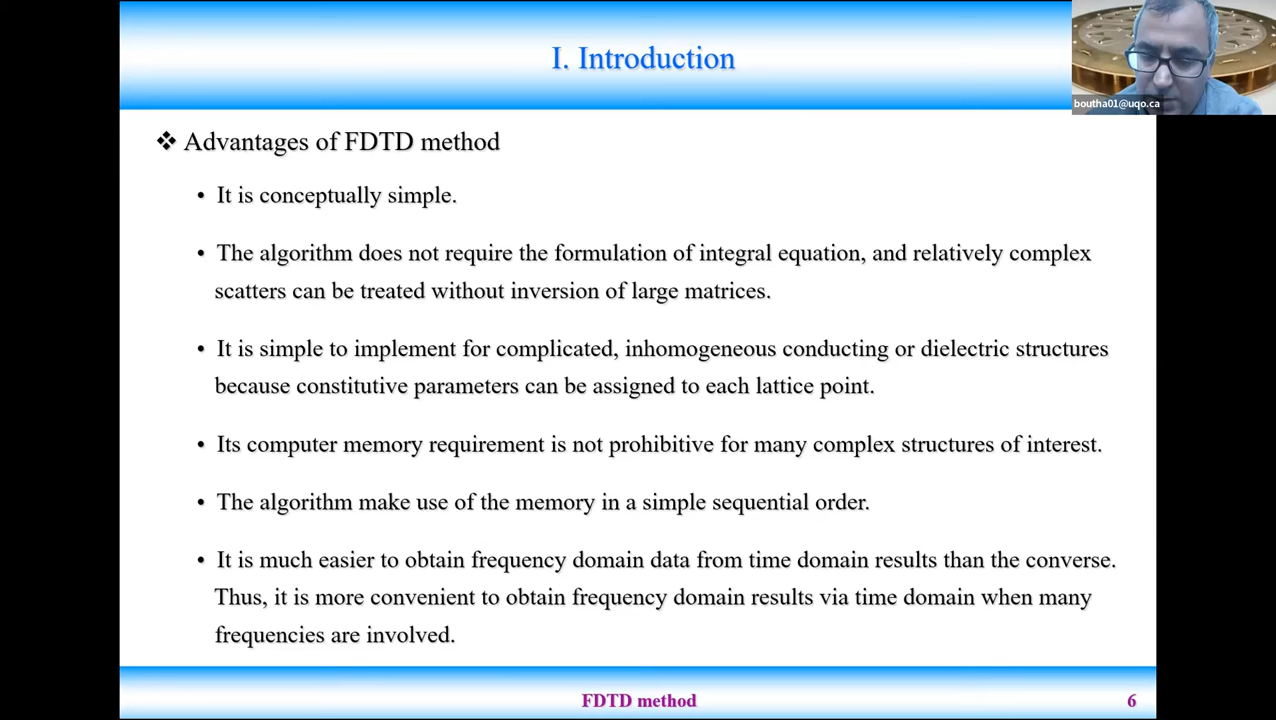 I. Introduction
boutha01@uqo.ca
❖ Advantages of FDTD method
• It is conceptually simple.
• The algorithm does not require the formulation of integral equation, and relatively complex
scatters can be treated without inversion of large matrices.
• It is simple to implement for complicated, inhomogeneous conducting or dielectric structures
because constitutive parameters can be assigned to each lattice point.
• Its computer memory requirement is not prohibitive for many complex structures of interest.
• The algorithm make use of the memory in a simple sequential order.
• It is much easier to obtain frequency domain data from time domain results than the converse.
Thus, it is more convenient to obtain frequency domain results via time domain when many
frequencies are involved.
FDTD method
6